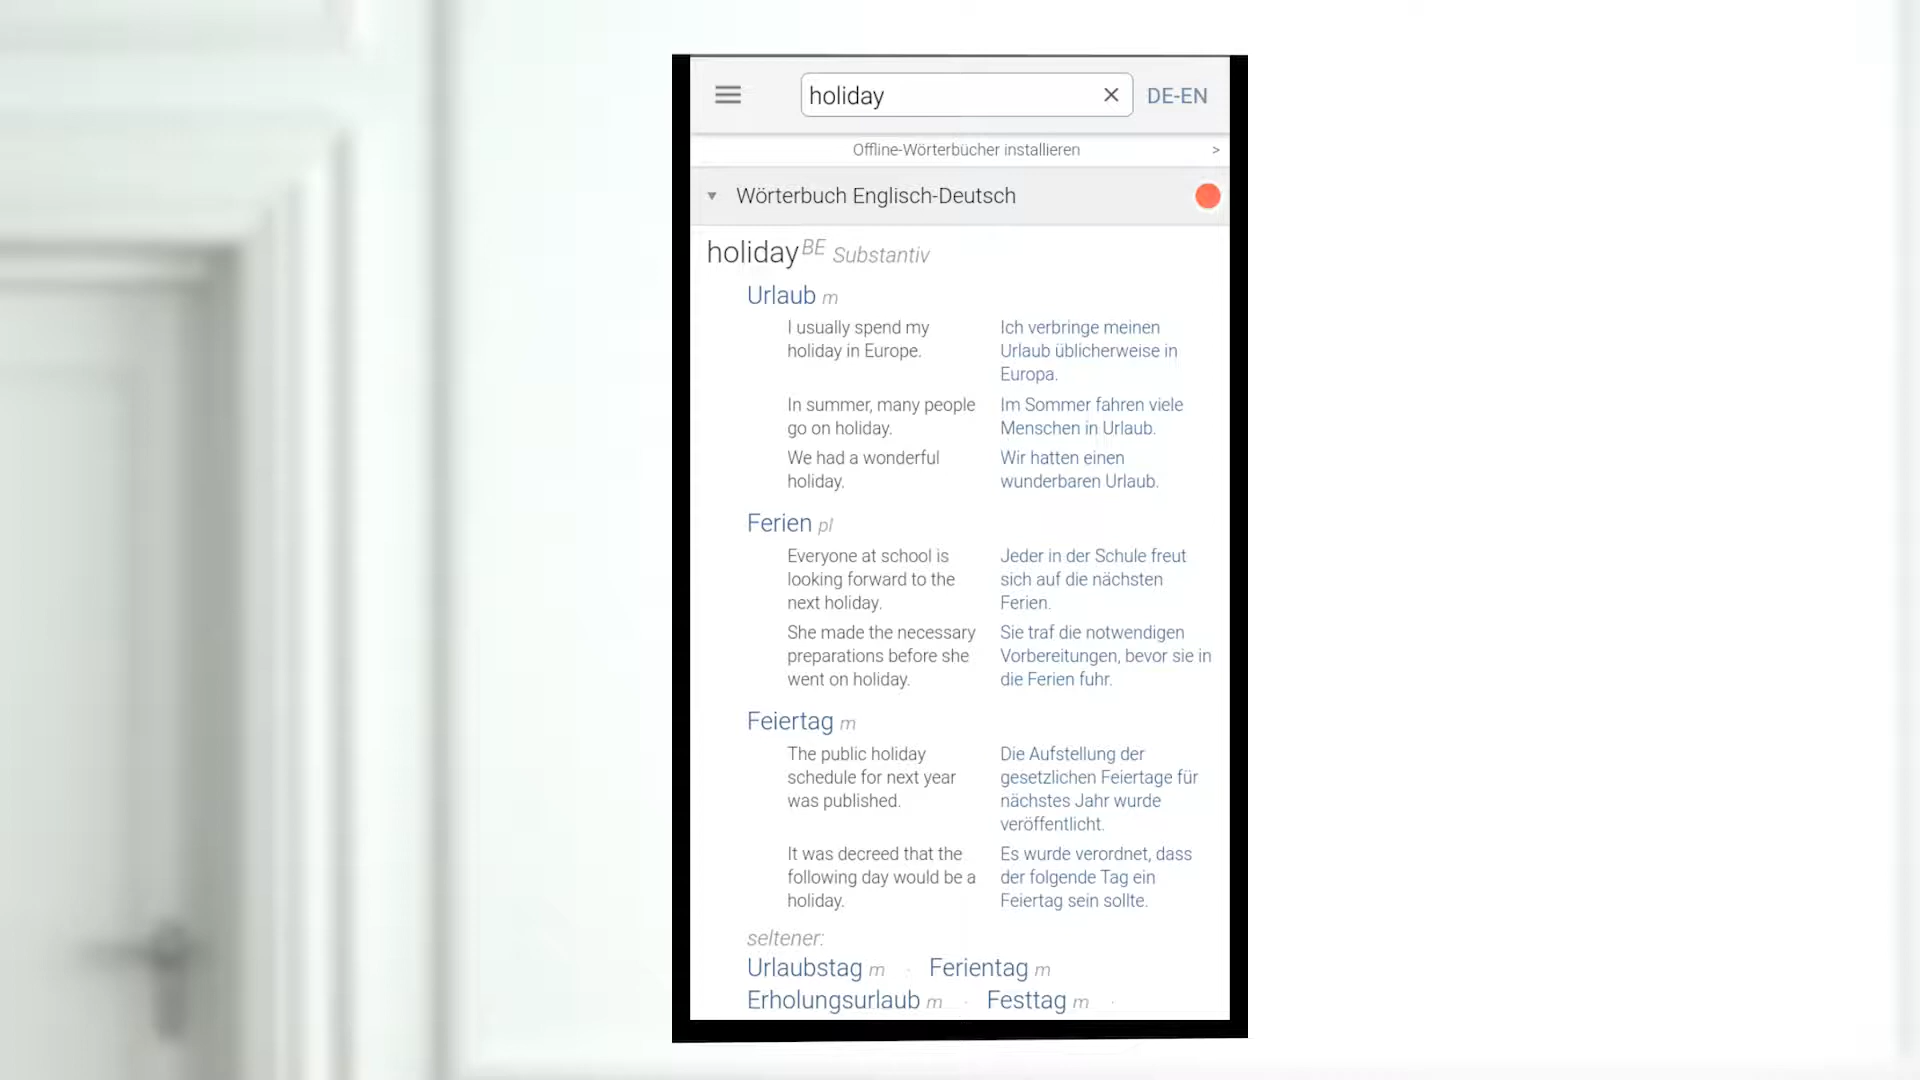 holiday
DE-EN
Offline-Wörterbücher installieren >
Wörterbuch Englisch-Deutsch
holiday BE Substantiv
Urlaub m
I usually spend my
holiday in Europe.
Ich verbringe meinen
Urlaub üblicherweise in
Europa.
In summer, many people
go on holiday.
Im Sommer fahren viele
Menschen in Urlaub.
We had a wonderful
holiday.
Wir hatten einen
wunderbaren Urlaub.
Ferien pl
Everyone at school is
looking forward to the
next holiday.
Jeder in der Schule freut
sich auf die nächsten
Ferien.
She made the necessary
preparations before she
went on holiday.
Sie traf die notwendigen
Vorbereitungen, bevor sie in
die Ferien fuhr.
Feiertag m
The public holiday
schedule for next year
was published.
Die Aufstellung der
gesetzlichen Feiertage für
nächstes Jahr wurde
veröffentlicht.
It was decreed that the
following day would be a
holiday.
Es wurde verordnet, dass
der folgende Tag ein
Feiertag sein sollte.
seltener:
Urlaubstag m · Ferientag m
Erholungsurlaub m · Festtag m ·